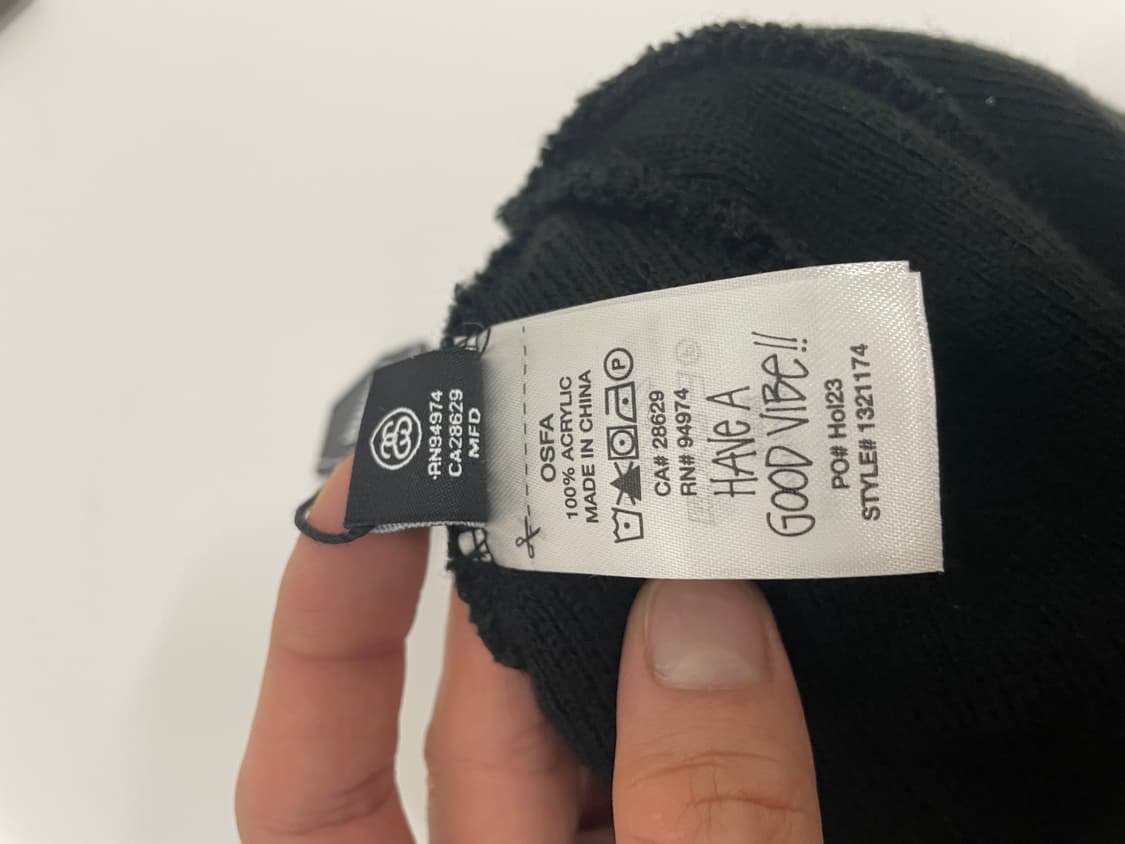 ·RN94974
CA28629
MFD
OSFA
100% ACRYLIC
MADE IN CHINA
P
CA# 28629
RN# 94974
HAVE A
GOOD VIBE!!
PO# Hol23
STYLE# 1321174